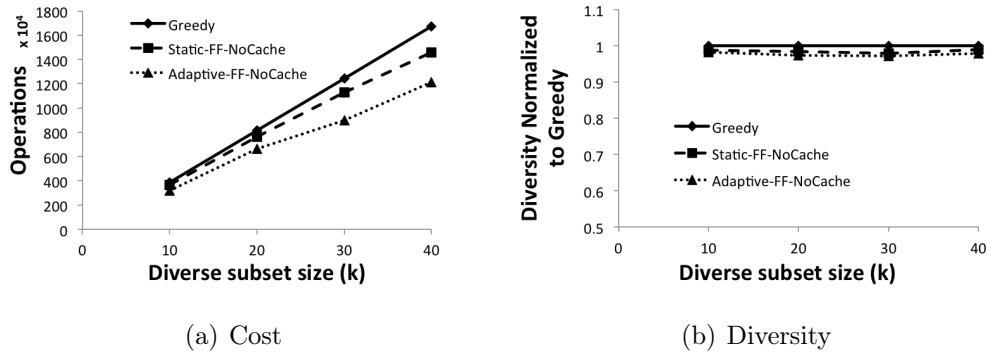 x 10⁴
Operations
1800
1600
1400
1200
1000
800
600
400
200
0
0 10 20 30 40
Diverse subset size (k)
Greedy
Static-FF-NoCache
Adaptive-FF-NoCache
(a) Cost
Diversity Normalized
to Greedy
1.1
1
0.9
0.8
0.7
0.6
0.5
0 10 20 30 40
Diverse subset size (k)
Greedy
Static-FF-NoCache
Adaptive-FF-NoCache
(b) Diversity